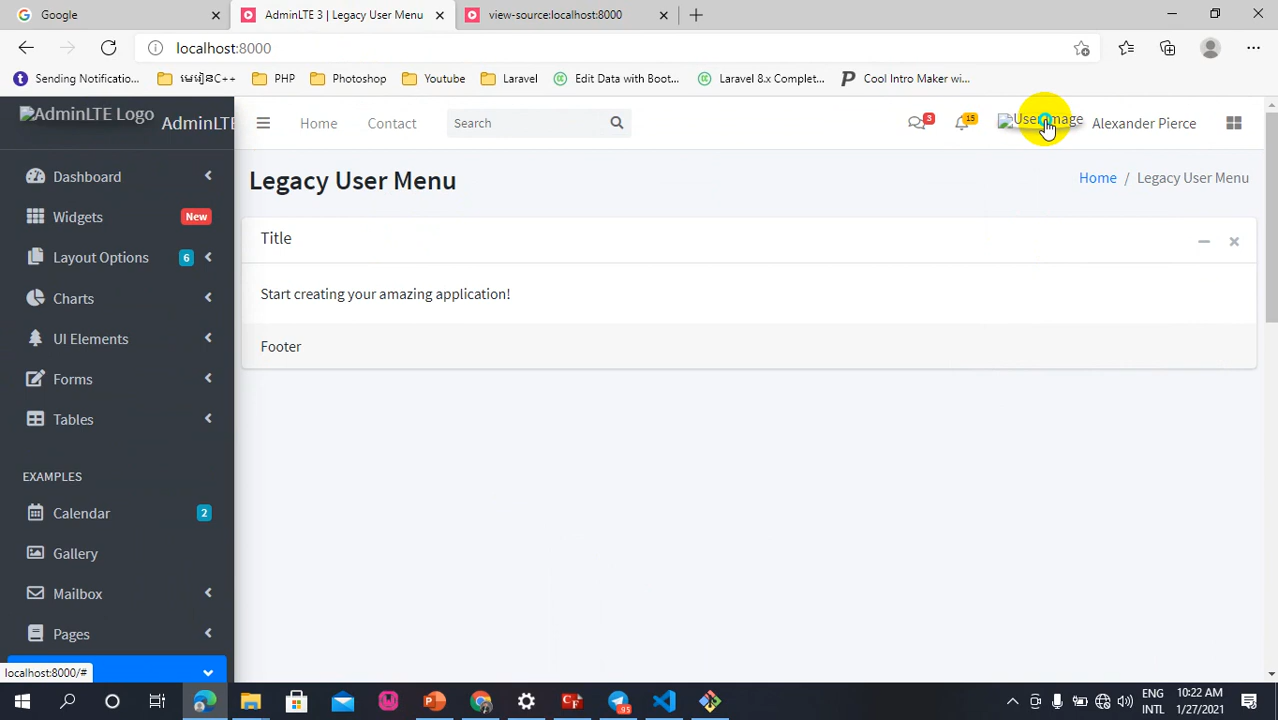 Google
AdminLTE 3 | Legacy User Menu
view-source:localhost:8000
localhost:8000
Sending Notificatio...
PHP
Photoshop
Youtube
Laravel
Edit Data with Boot...
Laravel 8.x Complet...
Cool Intro Maker wi...
AdminLTE Logo
AdminLTE
Home
Contact
Search
3
15
Alexander Pierce
Legacy User Menu
Home / Legacy User Menu
Dashboard
Widgets New
Layout Options 6
Charts
UI Elements
Forms
Tables
EXAMPLES
Calendar 2
Gallery
Mailbox
Pages
Title
Start creating your amazing application!
Footer
localhost:8000/#
95
ENG
INTL
10:22 AM
1/27/2021